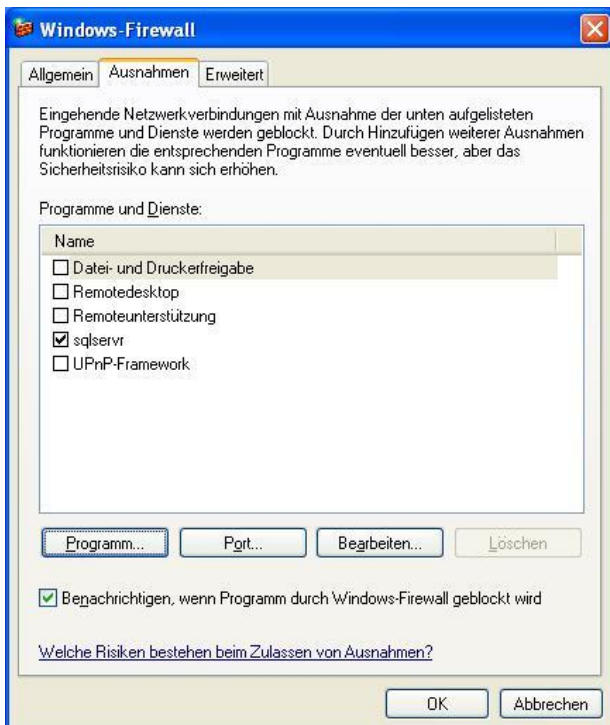 Windows-Firewall
Allgemein
Ausnahmen
Erweitert
Eingehende Netzwerkverbindungen mit Ausnahme der unten aufgelisteten
Programme und Dienste werden geblockt. Durch Hinzufügen weiterer Ausnahmen
funktionieren die entsprechenden Programme eventuell besser, aber das
Sicherheitsrisiko kann sich erhöhen.
Programme und Dienste:
Name
Datei- und Druckerfreigabe
Remotedesktop
Remoteunterstützung
sqlservr
UPnP-Framework
Programm...
Port...
Bearbeiten...
Löschen
Benachrichtigen, wenn Programm durch Windows-Firewall geblockt wird
Welche Risiken bestehen beim Zulassen von Ausnahmen?
OK
Abbrechen